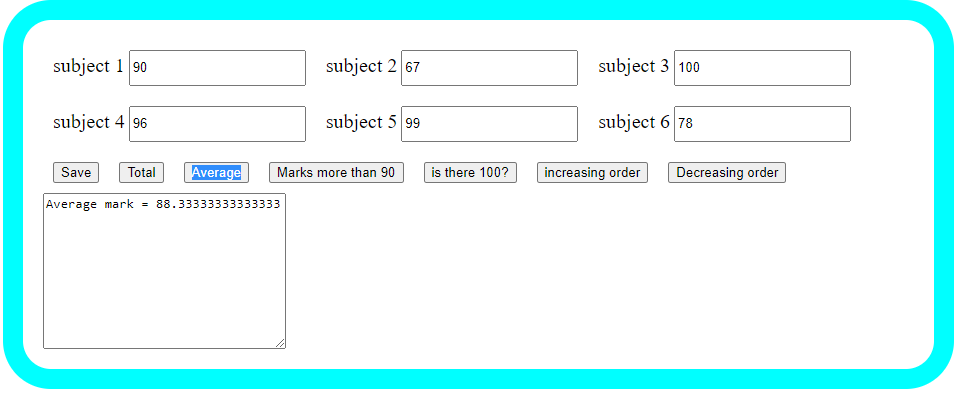 subject 1 90 subject 2 67 subject 3 100
subject 4 96 subject 5 99 subject 6 78
Save Total Average Marks more than 90 is there 100? increasing order Decreasing order
Average mark = 88.33333333333333